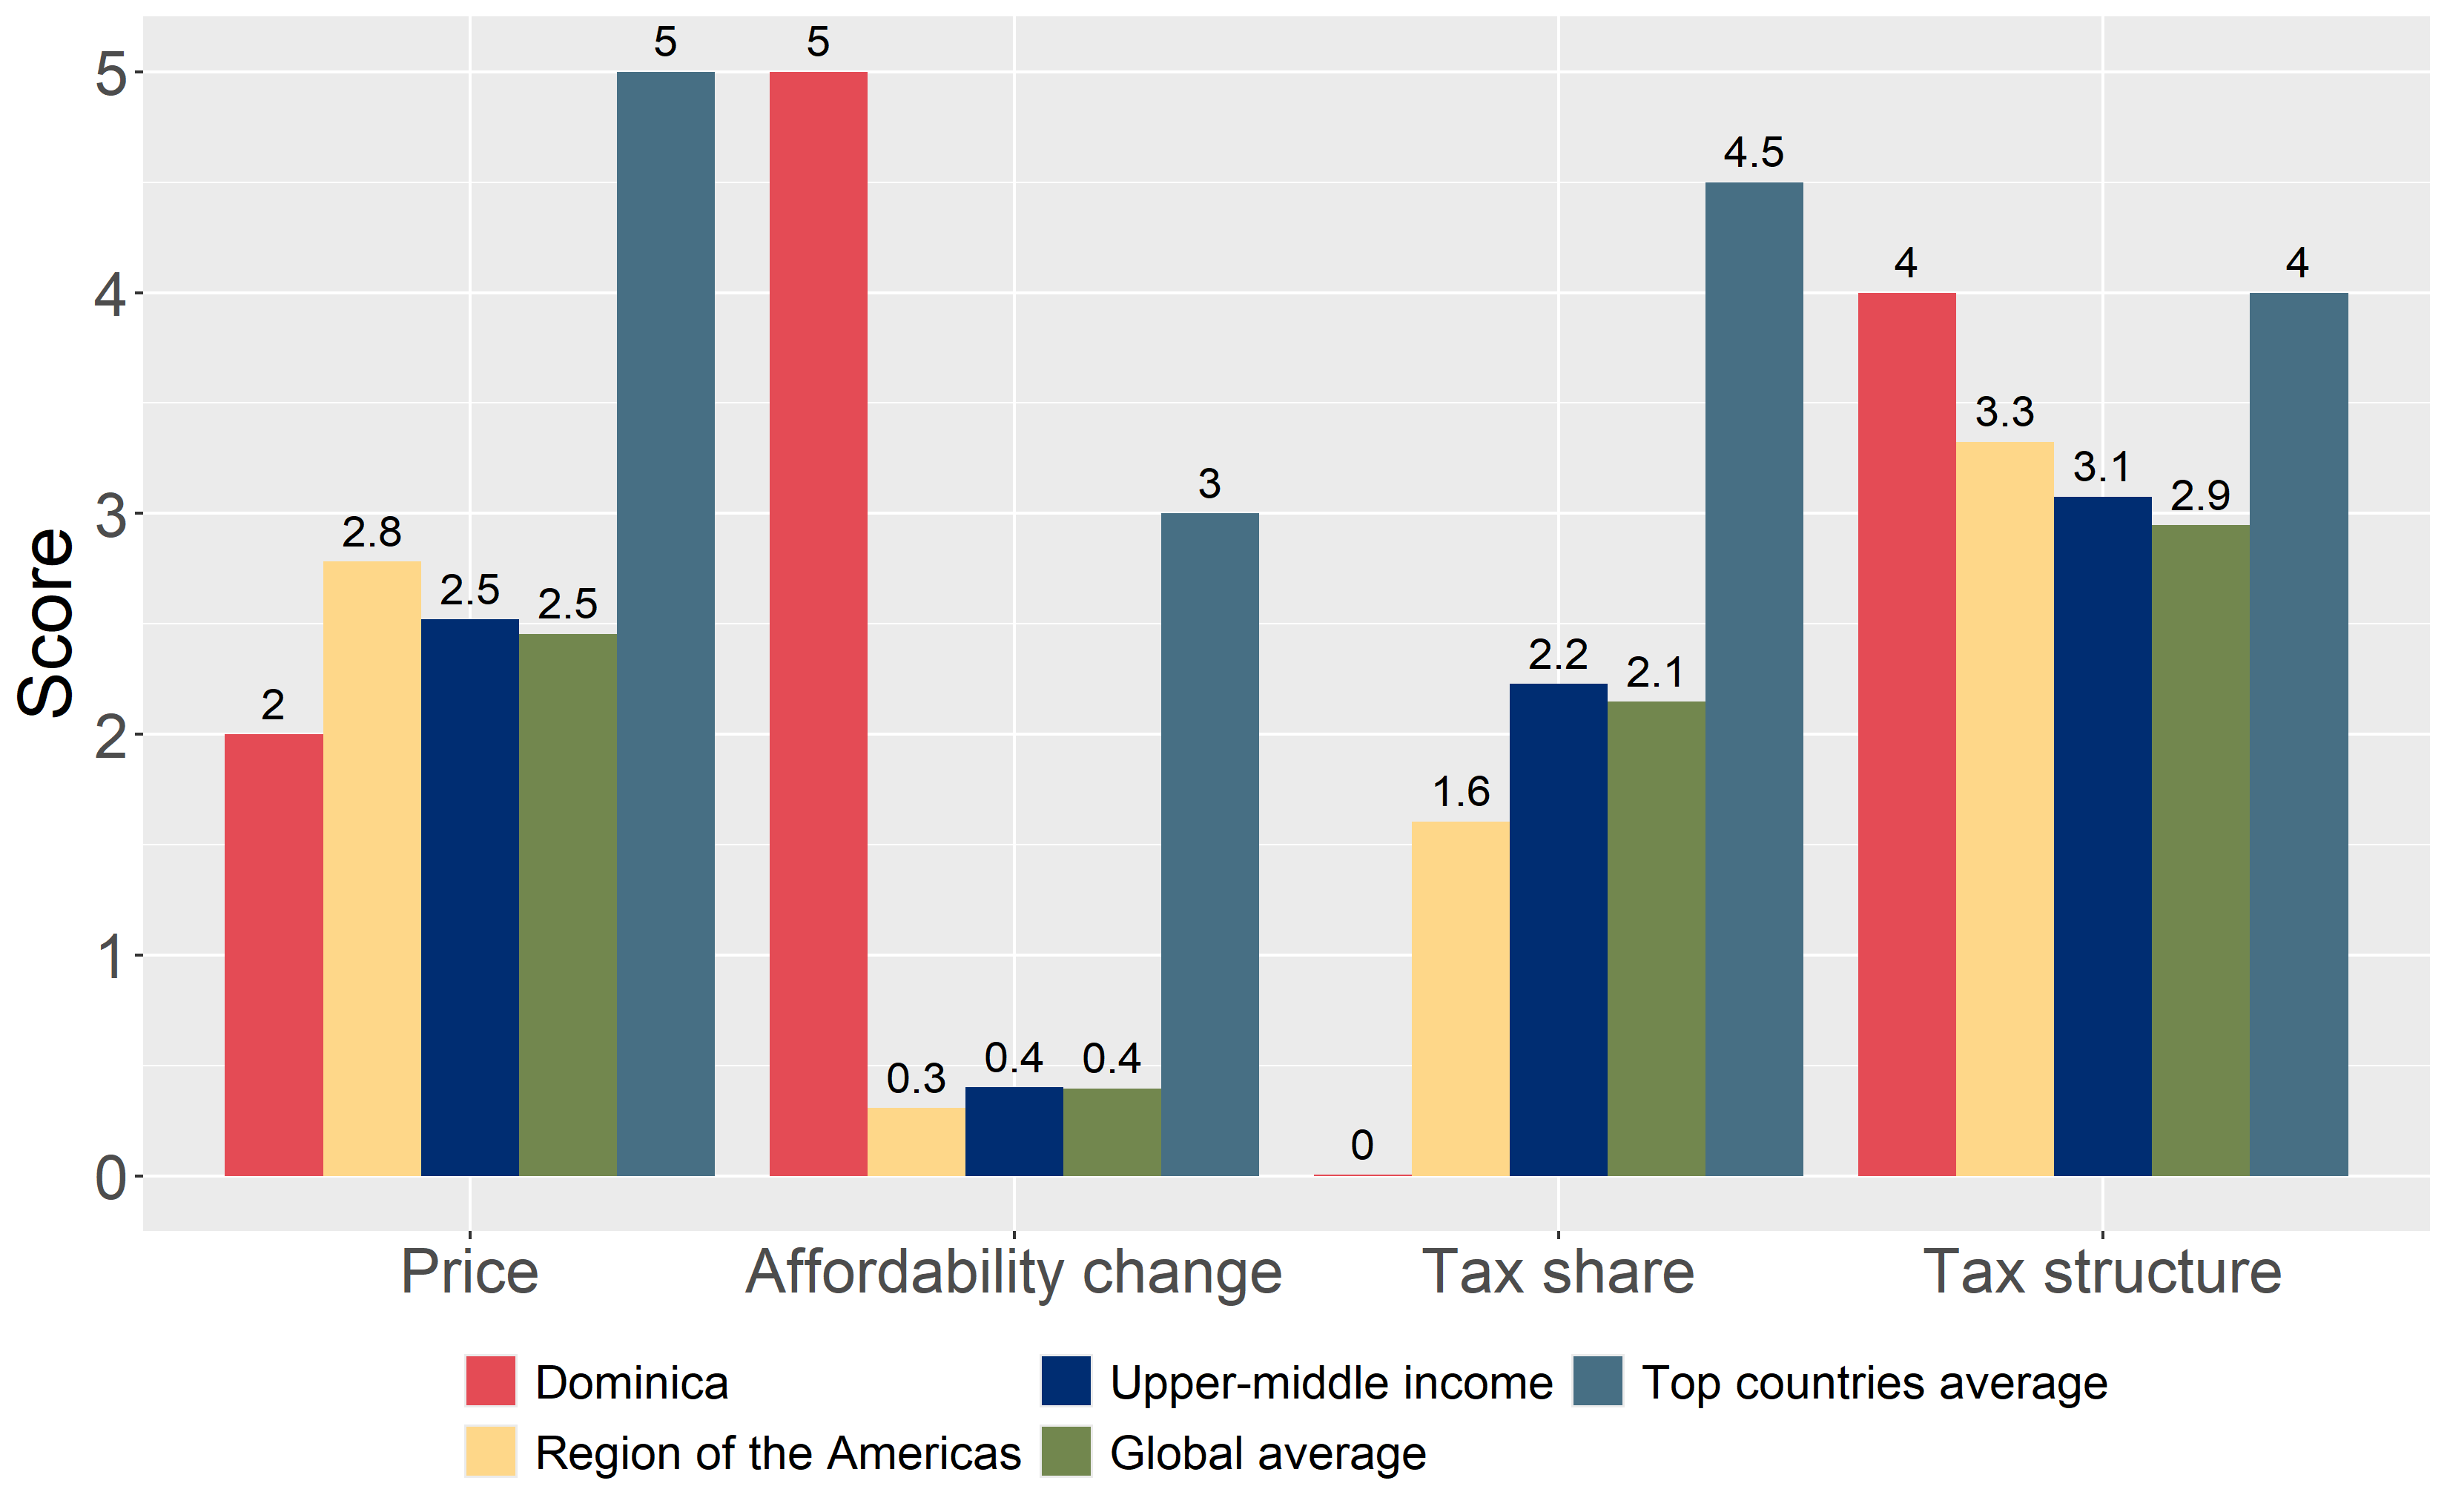 Score
5
4
3
2
1
0
2
2.8
2.5
2.5
5
5
0.3
0.4
0.4
3
0
1.6
2.2
2.1
4.5
4
3.3
3.1
2.9
4
Price
Affordability change
Tax share
Tax structure
Dominica
Upper-middle income
Top countries average
Region of the Americas
Global average